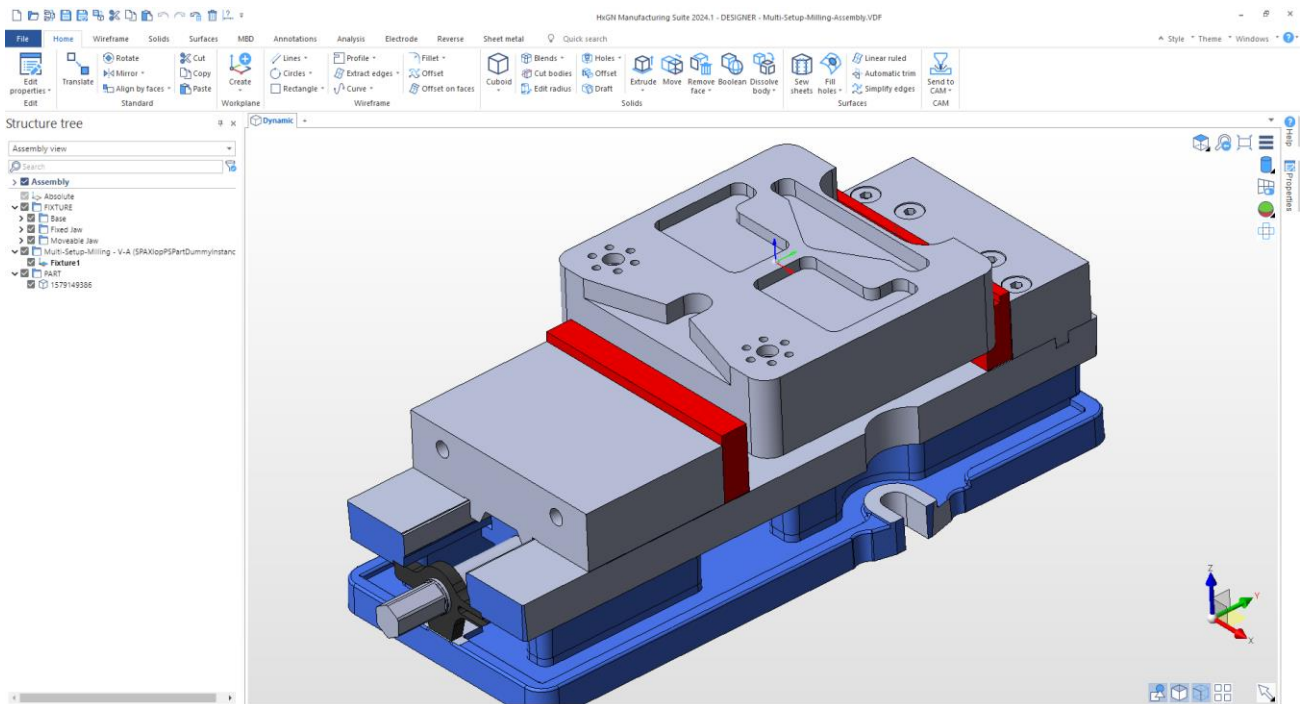 HxGN Manufacturing Suite 2024.1 - DESIGNER - Multi-Setup-Milling-Assembly.VDF
File Home Wireframe Solids Surfaces MBD Annotations Analysis Electrode Reverse Sheet metal Quick search Style Theme Windows
Edit properties
Translate
Rotate
Mirror
Align by faces
Cut
Copy
Paste
Create
Lines
Circles
Rectangle
Profile
Extract edges
Curve
Fillet
Offset
Offset on faces
Cuboid
Blends
Cut bodies
Edit radius
Holes
Offset
Draft
Extrude
Move
Remove face
Boolean
Dissolve body
Sew sheets
Fill holes
Linear ruled
Automatic trim
Simplify edges
Send to CAM
Edit Standard Workplane Wireframe Solids Surfaces CAM
Structure tree
Dynamic
Assembly view
Search
Assembly
Absolute
FIXTURE
Base
Fixed Jaw
Moveable Jaw
Multi-Setup-Milling - V-A (SPAXIopPSPartDummyInstanc
Fixture1
PART
1579149386
Help
Properties
Z
Y
X